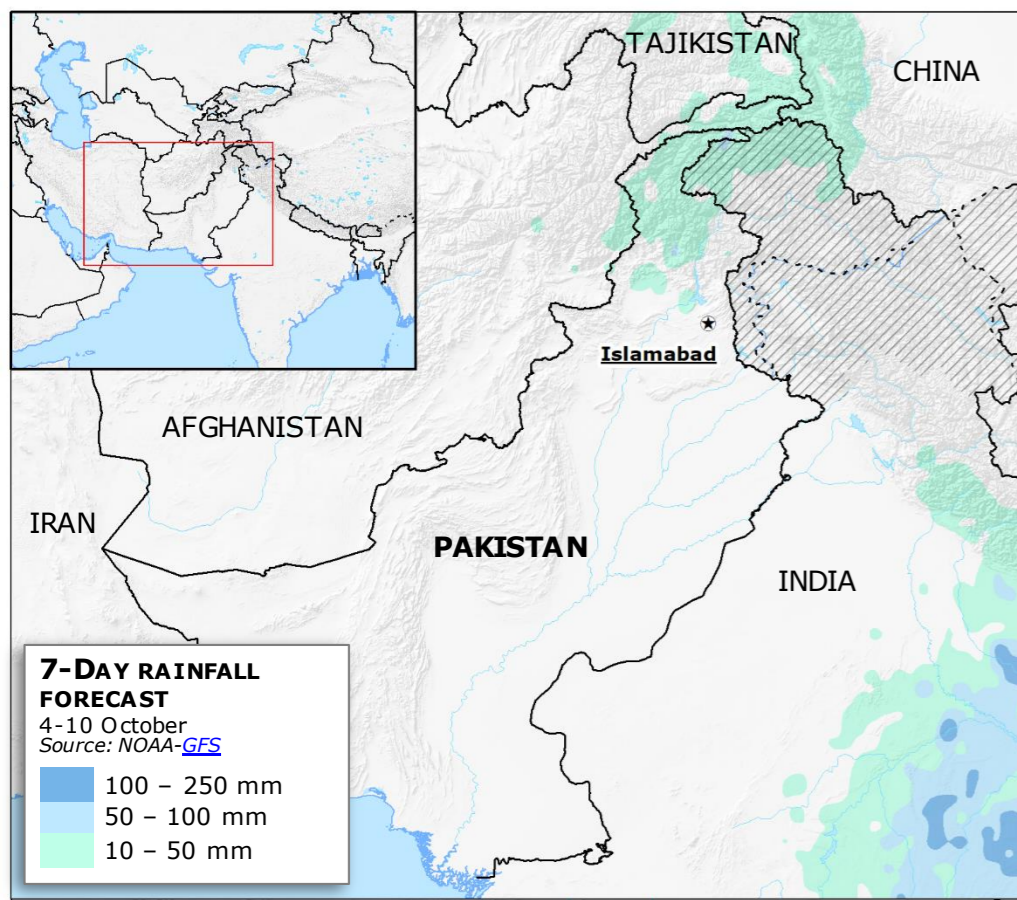 TAJIKISTAN
CHINA
Islamabad
AFGHANISTAN
IRAN
PAKISTAN
INDIA
7-DAY RAINFALL
FORECAST
4-10 October
Source: NOAA-GFS
100 – 250 mm
50 – 100 mm
10 – 50 mm